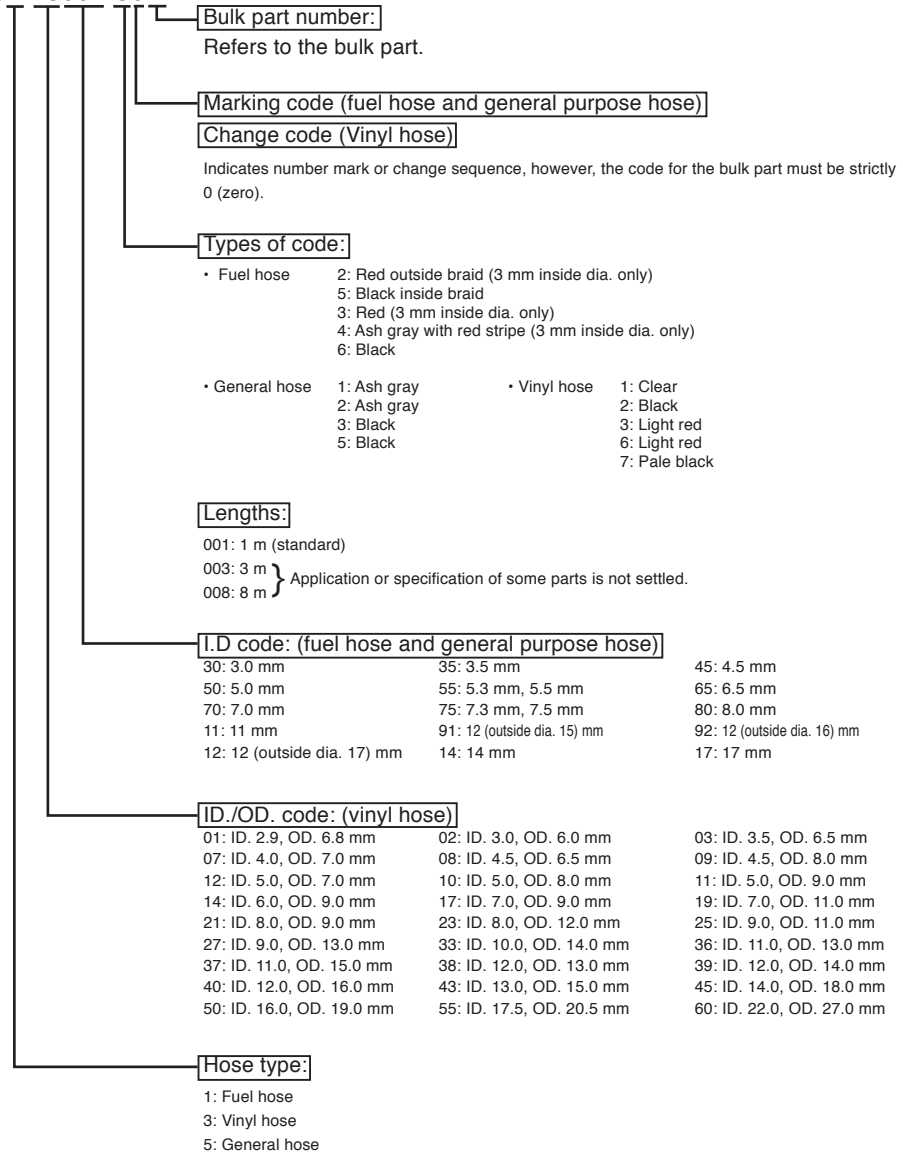 Bulk part number:
Refers to the bulk part.
Marking code (fuel hose and general purpose hose)
Change code (Vinyl hose)
Indicates number mark or change sequence, however, the code for the bulk part must be strictly
0 (zero).
Types of code:
・ Fuel hose 2: Red outside braid (3 mm inside dia. only)
5: Black inside braid
3: Red (3 mm inside dia. only)
4: Ash gray with red stripe (3 mm inside dia. only)
6: Black
・General hose 1: Ash gray ・Vinyl hose 1: Clear
2: Ash gray 2: Black
3: Black 3: Light red
5: Black 6: Light red
7: Pale black
Lengths:
001: 1 m (standard)
003: 3 m
} Application or specification of some parts is not settled.
008: 8 m
I.D code: (fuel hose and general purpose hose)
30: 3.0 mm 35: 3.5 mm 45: 4.5 mm
50: 5.0 mm 55: 5.3 mm, 5.5 mm 65: 6.5 mm
70: 7.0 mm 75: 7.3 mm, 7.5 mm 80: 8.0 mm
11: 11 mm 91: 12 (outside dia. 15) mm 92: 12 (outside dia. 16) mm
12: 12 (outside dia. 17) mm 14: 14 mm 17: 17 mm
ID./OD. code: (vinyl hose)
01: ID. 2.9, OD. 6.8 mm 02: ID. 3.0, OD. 6.0 mm 03: ID. 3.5, OD. 6.5 mm
07: ID. 4.0, OD. 7.0 mm 08: ID. 4.5, OD. 6.5 mm 09: ID. 4.5, OD. 8.0 mm
12: ID. 5.0, OD. 7.0 mm 10: ID. 5.0, OD. 8.0 mm 11: ID. 5.0, OD. 9.0 mm
14: ID. 6.0, OD. 9.0 mm 17: ID. 7.0, OD. 9.0 mm 19: ID. 7.0, OD. 11.0 mm
21: ID. 8.0, OD. 9.0 mm 23: ID. 8.0, OD. 12.0 mm 25: ID. 9.0, OD. 11.0 mm
27: ID. 9.0, OD. 13.0 mm 33: ID. 10.0, OD. 14.0 mm 36: ID. 11.0, OD. 13.0 mm
37: ID. 11.0, OD. 15.0 mm 38: ID. 12.0, OD. 13.0 mm 39: ID. 12.0, OD. 14.0 mm
40: ID. 12.0, OD. 16.0 mm 43: ID. 13.0, OD. 15.0 mm 45: ID. 14.0, OD. 18.0 mm
50: ID. 16.0, OD. 19.0 mm 55: ID. 17.5, OD. 20.5 mm 60: ID. 22.0, OD. 27.0 mm
Hose type:
1: Fuel hose
3: Vinyl hose
5: General hose